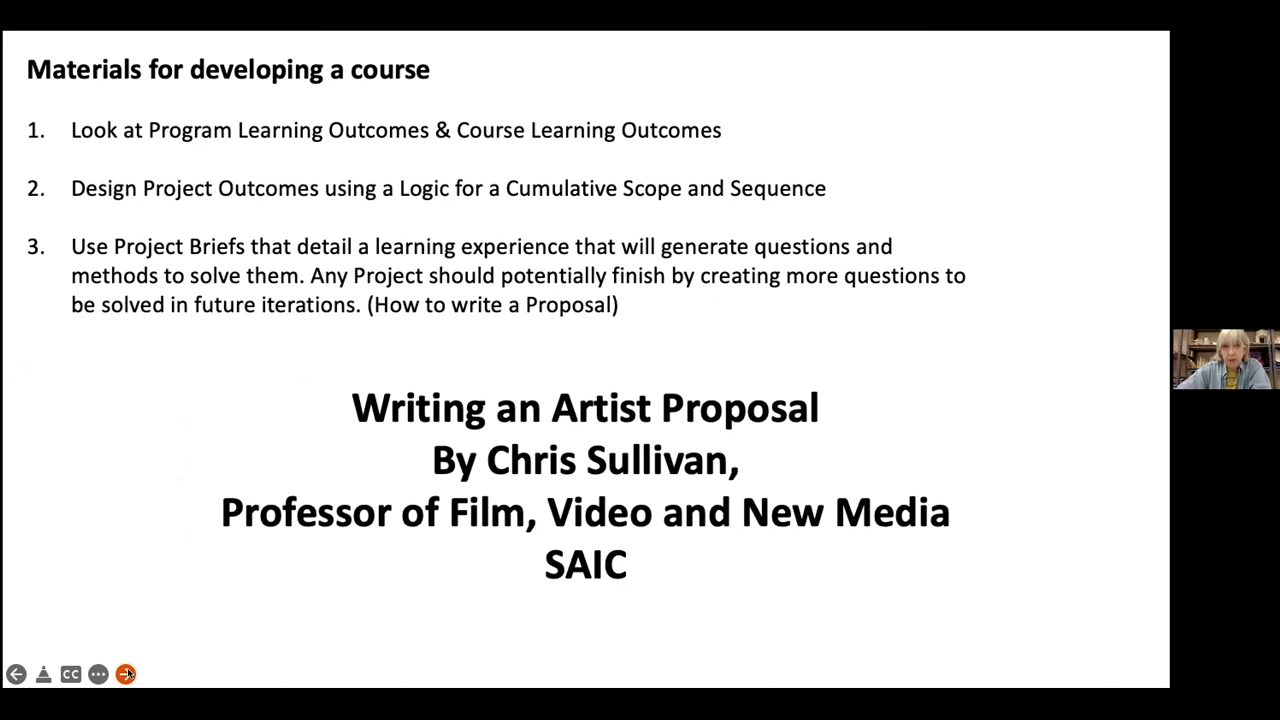 Materials for developing a course
1. Look at Program Learning Outcomes & Course Learning Outcomes
2. Design Project Outcomes using a Logic for a Cumulative Scope and Sequence
3. Use Project Briefs that detail a learning experience that will generate questions and
methods to solve them. Any Project should potentially finish by creating more questions to
be solved in future iterations. (How to write a Proposal)
Writing an Artist Proposal
By Chris Sullivan,
Professor of Film, Video and New Media
SAIC
CC